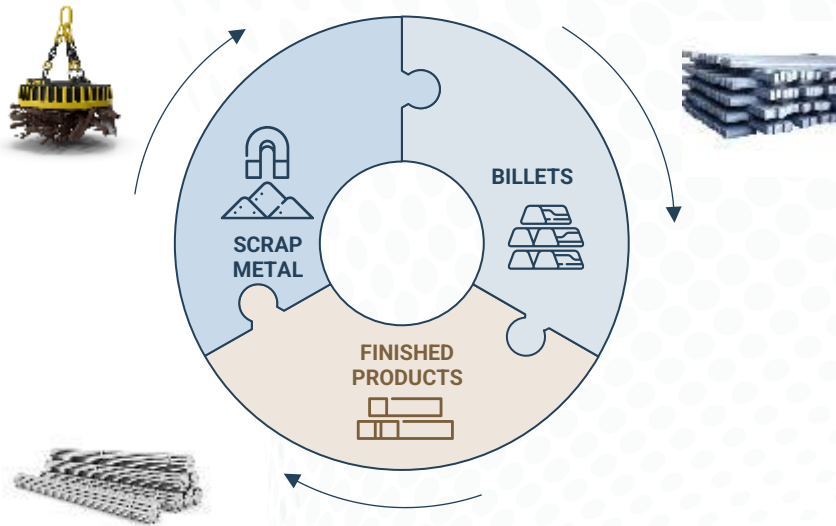 BILLETS
SCRAP
METAL
FINISHED
PRODUCTS